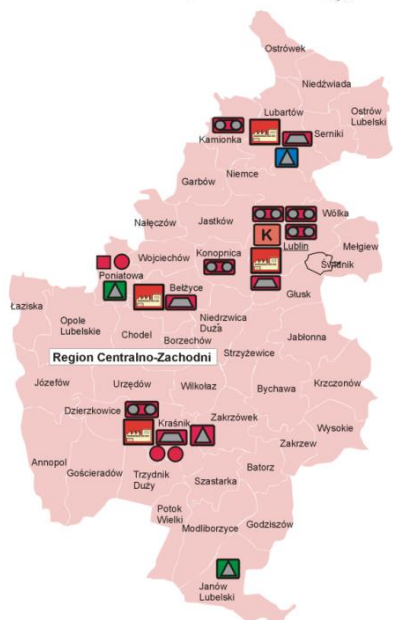 Ostrówek
Niedźwiada
Lubartów
Ostrów
Lubelski
Kamionka
Serniki
Niemce
Garbów
Nałęczów
Jastków
Wólka
K
Wojciechów
Konopnica
Lublin
Mełgiew
Świdnik
Poniatowa
Bełżyce
Głusk
Łaziska
Opole
Lubelskie
Chodel
Niedrzwica
Duża
Borzechów
Jabłonna
Strzyżewice
Region Centralno-Zachodni
Józefów
Urzędów
Wilkołaz
Bychawa
Krzczonów
Dzierzkowice
Kraśnik
Zakrzówek
Wysokie
Zakrzew
Annopol
Gościeradów
Trzydnik
Duży
Batorz
Szastarka
Potok
Wielki
Modliborzyce
Godziszów
Janów
Lubelski